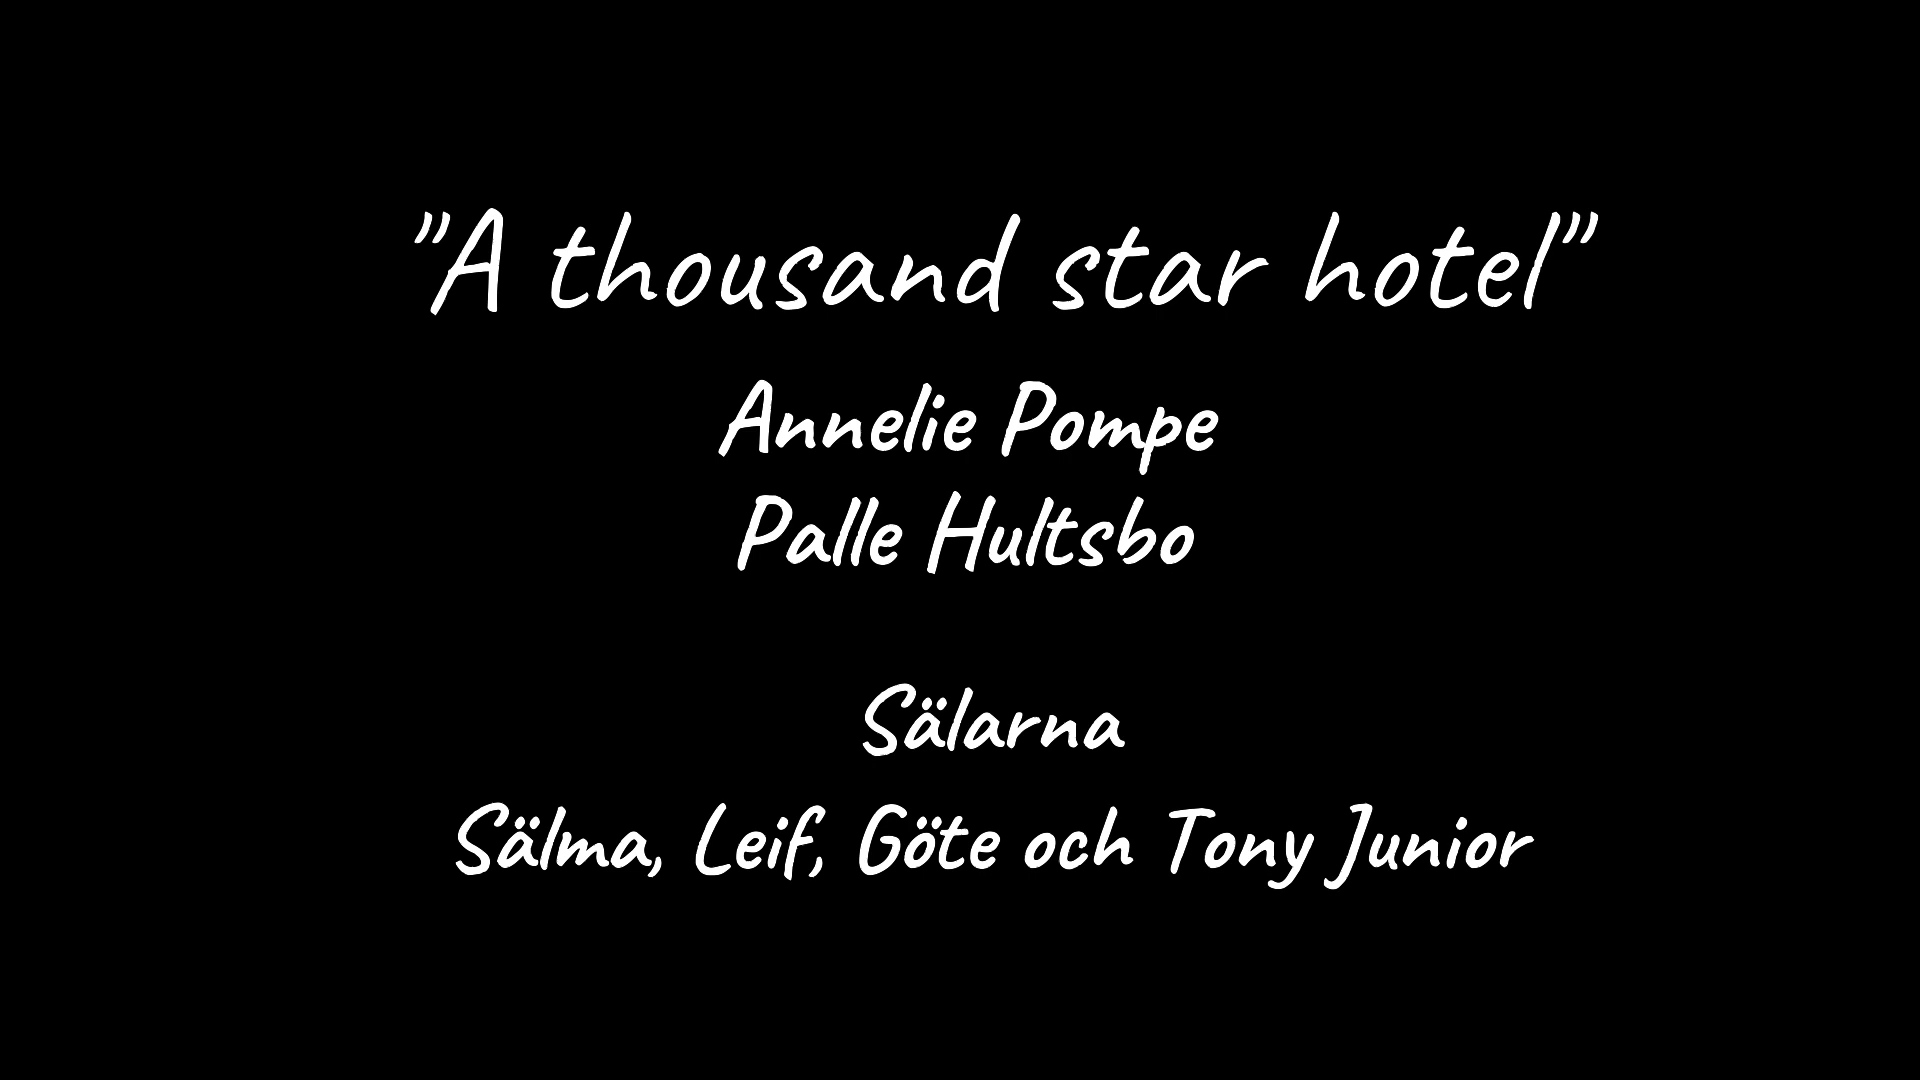 "A thousand star hotel"
Annelie Pompe
Palle Hultsbo
Sälarna
Sälma, Leif, Göte och Tony Junior